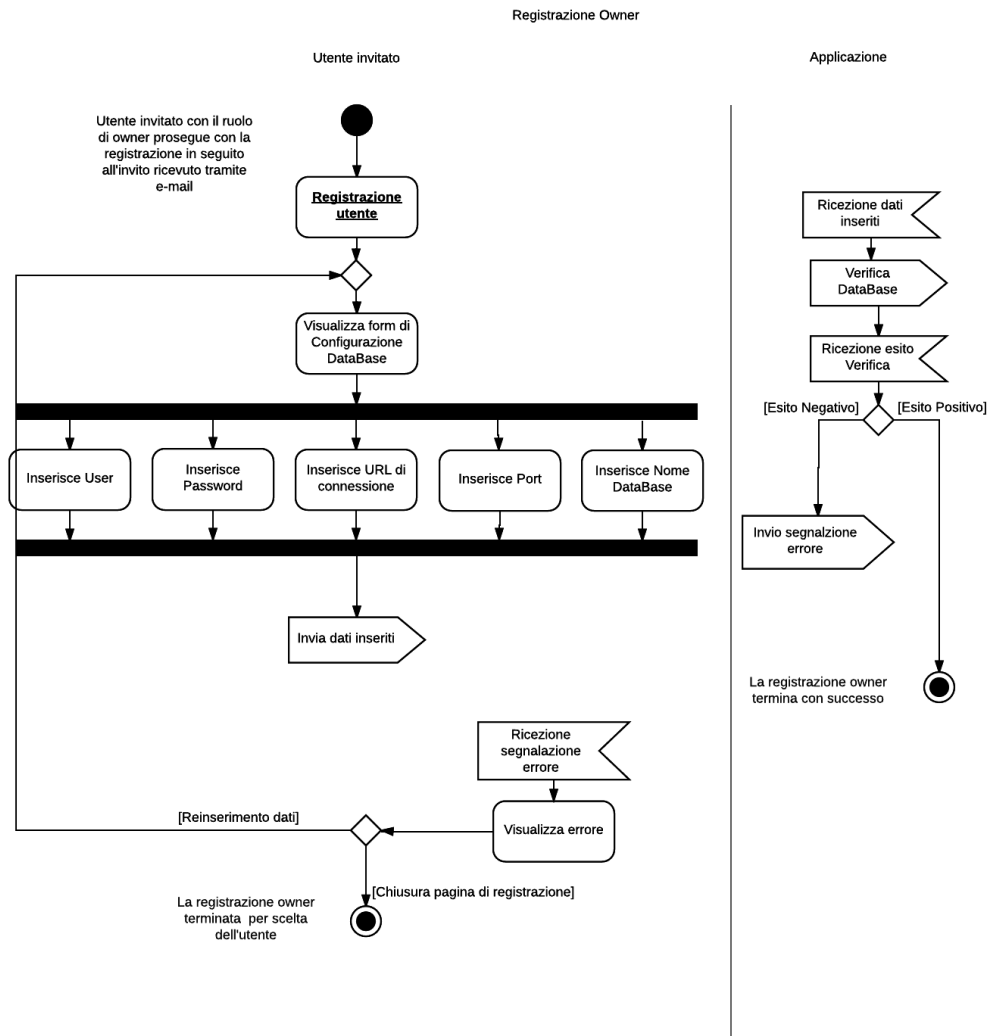 Registrazione Owner
Utente invitato
Applicazione
Utente invitato con il ruolo
di owner prosegue con la
registrazione in seguito
all'invito ricevuto tramite
e-mail
Registrazione
utente
Visualizza form di
Configurazione
DataBase
Inserisce User
Inserisce
Password
Inserisce URL di
connessione
Inserisce Port
Inserisce Nome
DataBase
Invia dati inseriti
Ricezione
segnalazione
errore
Visualizza errore
[Reinserimento dati]
[Chiusura pagina di registrazione]
La registrazione owner
terminata per scelta
dell'utente
Ricezione dati
inseriti
Verifica
DataBase
Ricezione esito
Verifica
[Esito Negativo]
[Esito Positivo]
Invio segnalzione
errore
La registrazione owner
termina con successo